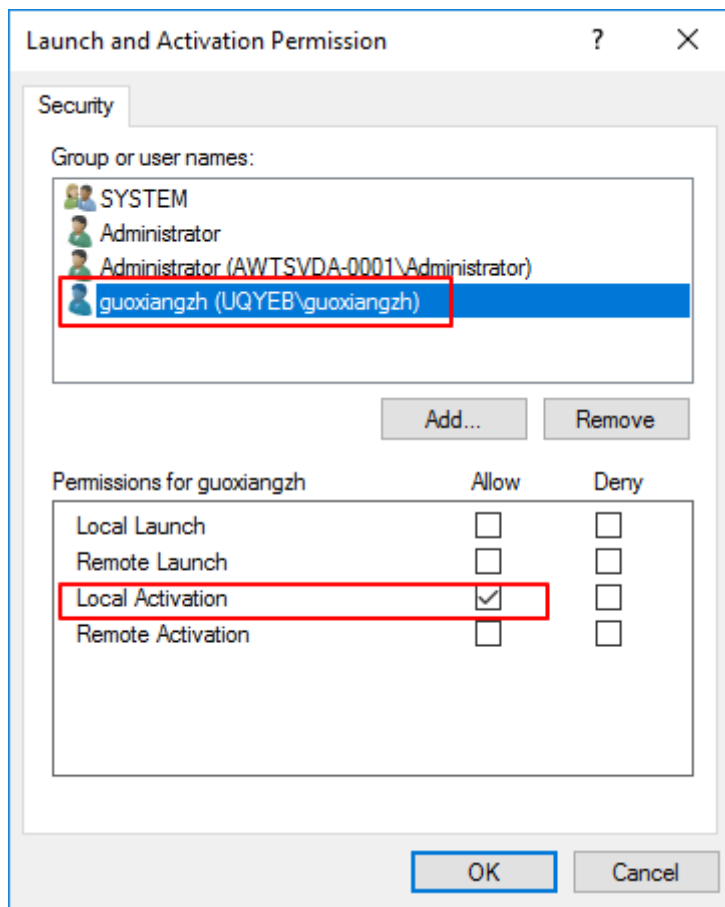 Launch and Activation Permission ?
Security
Group or user names:
SYSTEM
Administrator
Administrator (AWTSVDA-0001\Administrator)
guoxiangzh (UQYEB\guoxiangzh)
Add... Remove
Permissions for guoxiangzh Allow Deny
Local Launch
Remote Launch
Local Activation
Remote Activation
OK Cancel